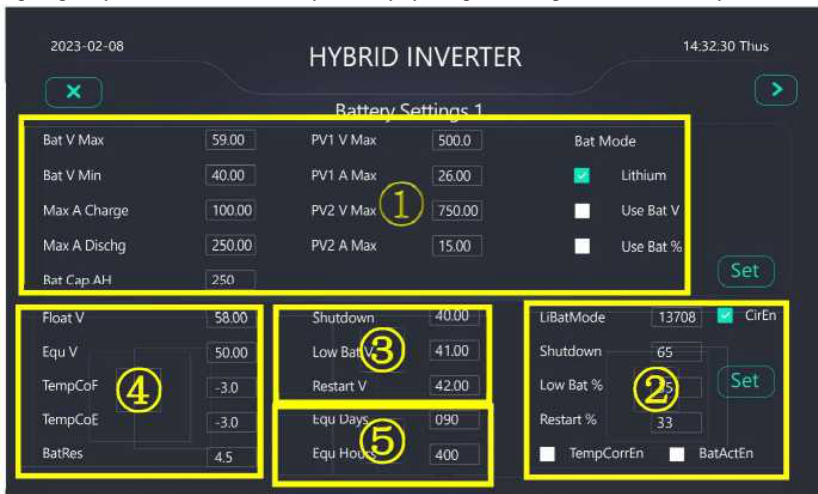 2023-02-08
HYBRID INVERTER
14:32:30 Thus
Battery Settings 1
Bat V Max 59.00 PV1 V Max 500.0 Bat Mode
Bat V Min 40.00 PV1 A Max 26.00 Lithium
Max A Charge 100.00 PV2 V Max 750.00 Use Bat V
Max A Dischg 250.00 PV2 A Max 15.00 Use Bat %
Bat Cap AH 250
①
Set
Float V 58.00 Shutdown 40.00 LiBatMode 13708 CirEn
Equ V 50.00 Low Bat V 41.00 Shutdown 65
TempCoF -3.0 Restart V 42.00 Low Bat % Set
TempCoE -3.0 Equ Days 090 Restart % 33
BatRes 4.5 Equ Hours 400 TempCorrEn BatActEn
④
③
⑤
②